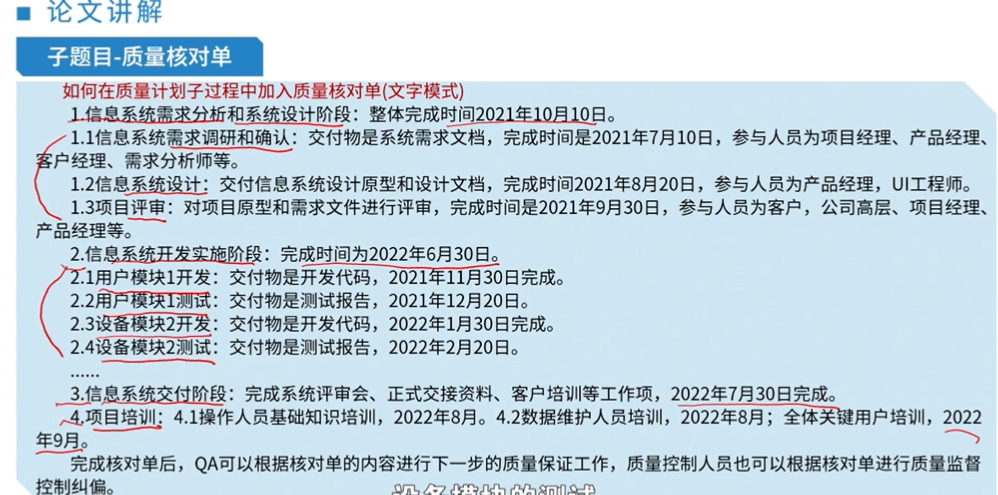 ■ 论文讲解
子题目-质量核对单
如何在质量计划子过程中加入质量核对单(文字模式)
1.信息系统需求分析和系统设计阶段：整体完成时间2021年10月10日。
1.1信息系统需求调研和确认：交付物是系统需求文档，完成时间是2021年7月10日，参与人员为项目经理、产品经理、
客户经理、需求分析师等。
1.2信息系统设计：交付信息系统设计原型和设计文档，完成时间2021年8月20日，参与人员为产品经理，UI工程师。
1.3项目评审：对项目原型和需求文件进行评审，完成时间是2021年9月30日，参与人员为客户，公司高层、项目经理、
产品经理等。
2.信息系统开发实施阶段：完成时间为2022年6月30日。
2.1用户模块1开发：交付物是开发代码，2021年11月30日完成。
2.2用户模块1测试：交付物是测试报告，2021年12月20日。
2.3设备模块2开发：交付物是开发代码，2022年1月30日完成。
2.4设备模块2测试：交付物是测试报告，2022年2月20日。
......
3.信息系统交付阶段：完成系统评审会、正式交接资料、客户培训等工作项，2022年7月30日完成。
4.项目培训：4.1操作人员基础知识培训，2022年8月。4.2数据维护人员培训，2022年8月；全体关键用户培训，2022
年9月。
完成核对单后，QA可以根据核对单的内容进行下一步的质量保证工作，质量控制人员也可以根据核对单进行质量监督
控制纠偏。
设备模块的测试